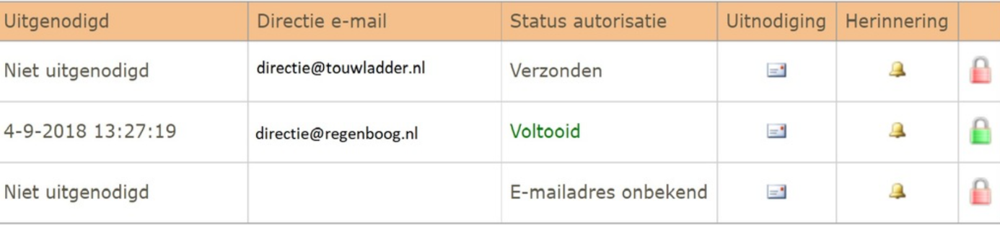 Uitgenodigd Directie e-mail Status autorisatie Uitnodiging Herinnering
Niet uitgenodigd directie@touwladder.nl Verzonden
4-9-2018 13:27:19 directie@regenboog.nl Voltooid
Niet uitgenodigd E-mailadres onbekend